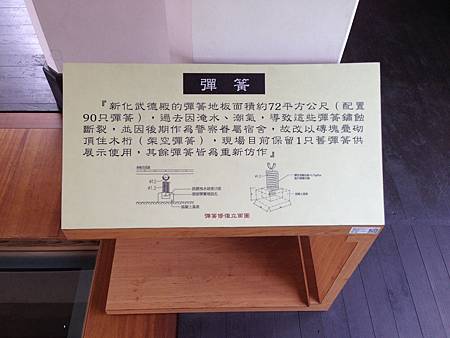 彈簧
『新化武德殿的彈簧地板面積約72平方公尺（配置
90只彈簧），過去因淹水、潮氣，導致這些彈簧鏽蝕
斷裂，並因後期作為警察眷屬宿舍，故改以磚塊疊砌
頂住木桁（架空彈簧），現場目前保留1只舊彈簧供
展示使用，其餘彈簧皆為重新仿作』
彈簧修復立面圖